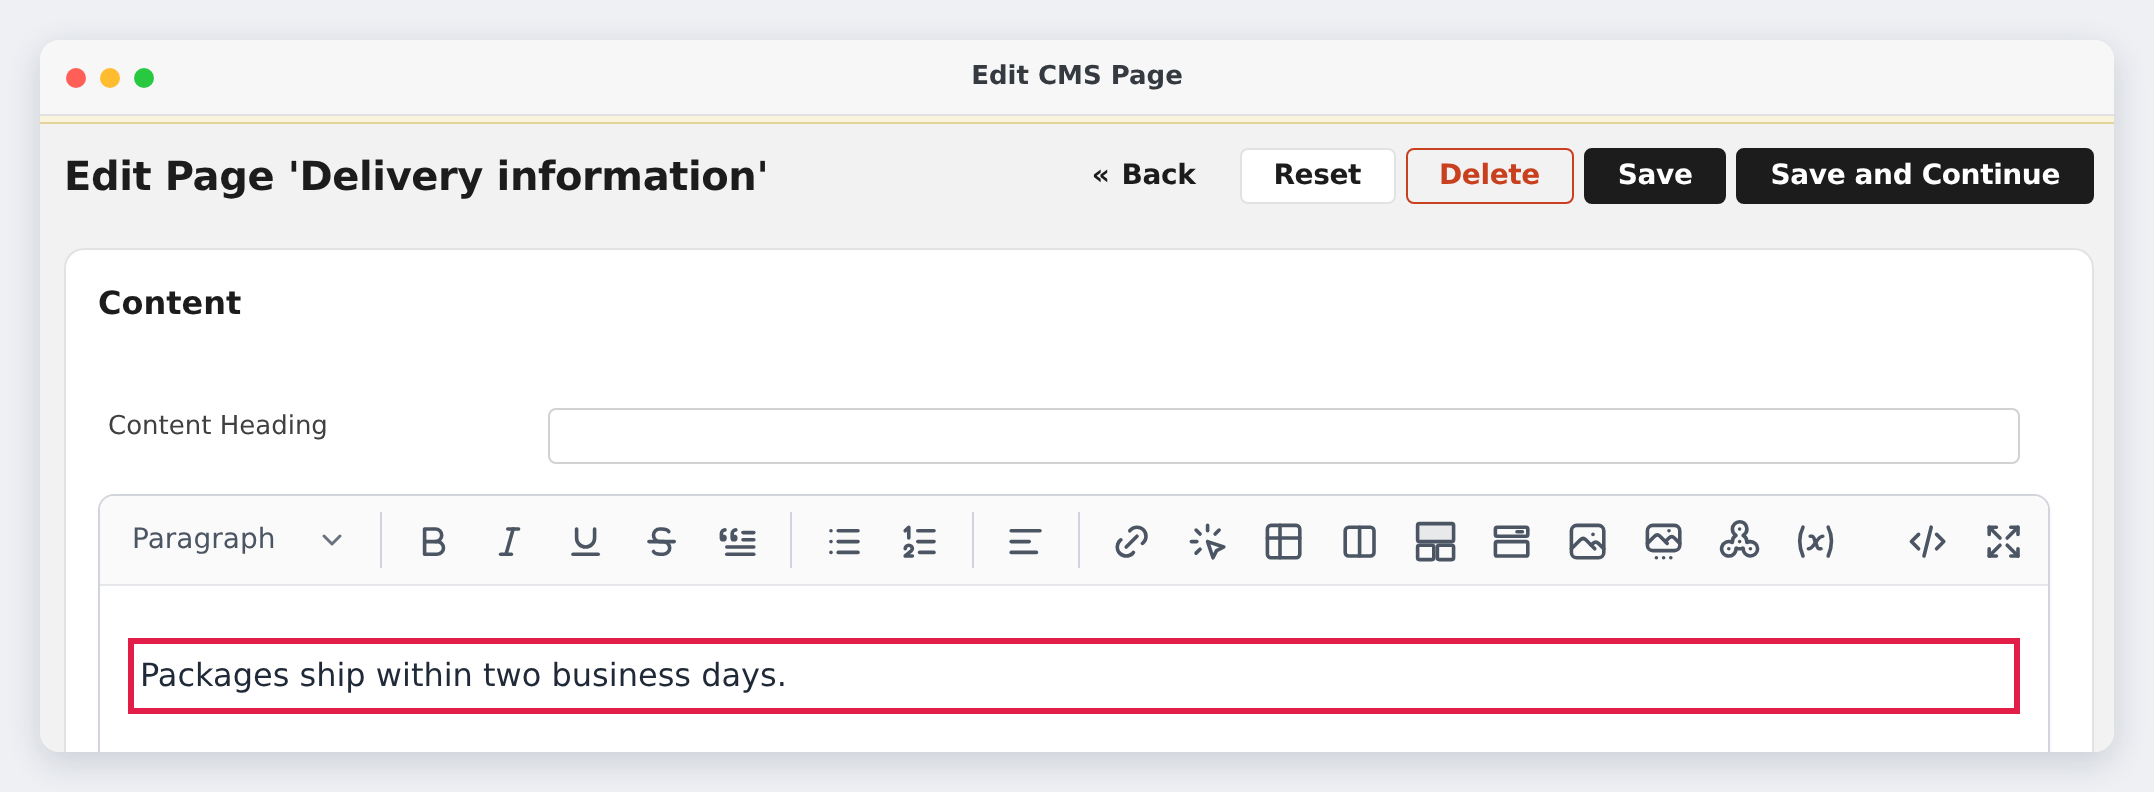 Edit CMS Page
Edit Page 'Delivery information'
« Back
Reset
Delete
Save
Save and Continue
Content
Content Heading
Paragraph
Packages ship within two business days.